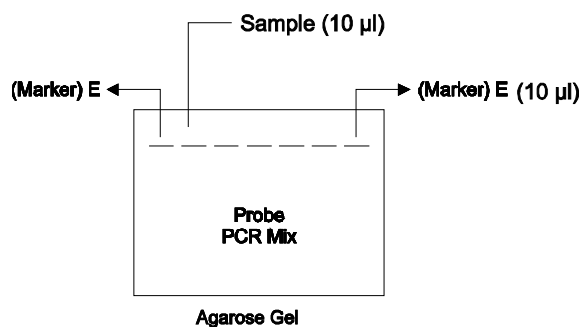 Sample (10 µl)
(Marker) E
(Marker) E (10 µl)
Probe
PCR Mix
Agarose Gel